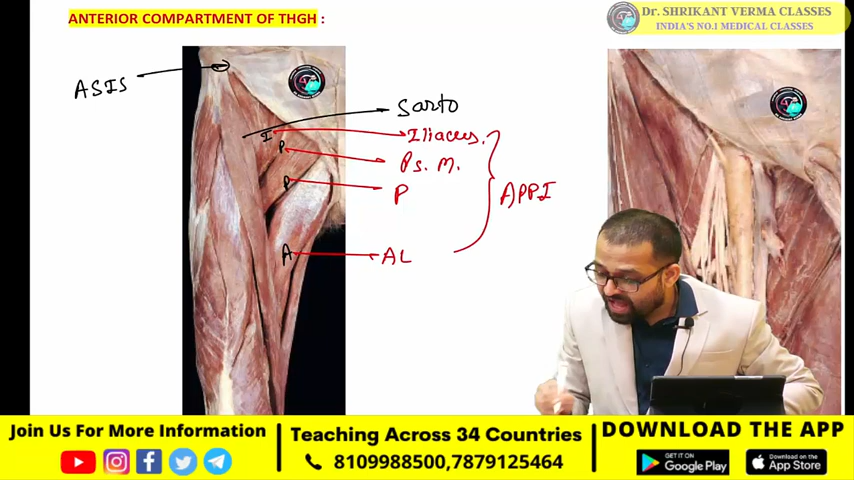 ANTERIOR COMPARTMENT OF THGH :
Dr. SHRIKANT VERMA CLASSES
INDIA'S NO.1 MEDICAL CLASSES
ASIS
Sarto
I
Iliaceus.
P
Ps. M.
P
P
APPI
A
AL
Join Us For More Information
Teaching Across 34 Countries
8109988500,7879125464
DOWNLOAD THE APP
GET IT ON
Google Play
Download on the
App Store